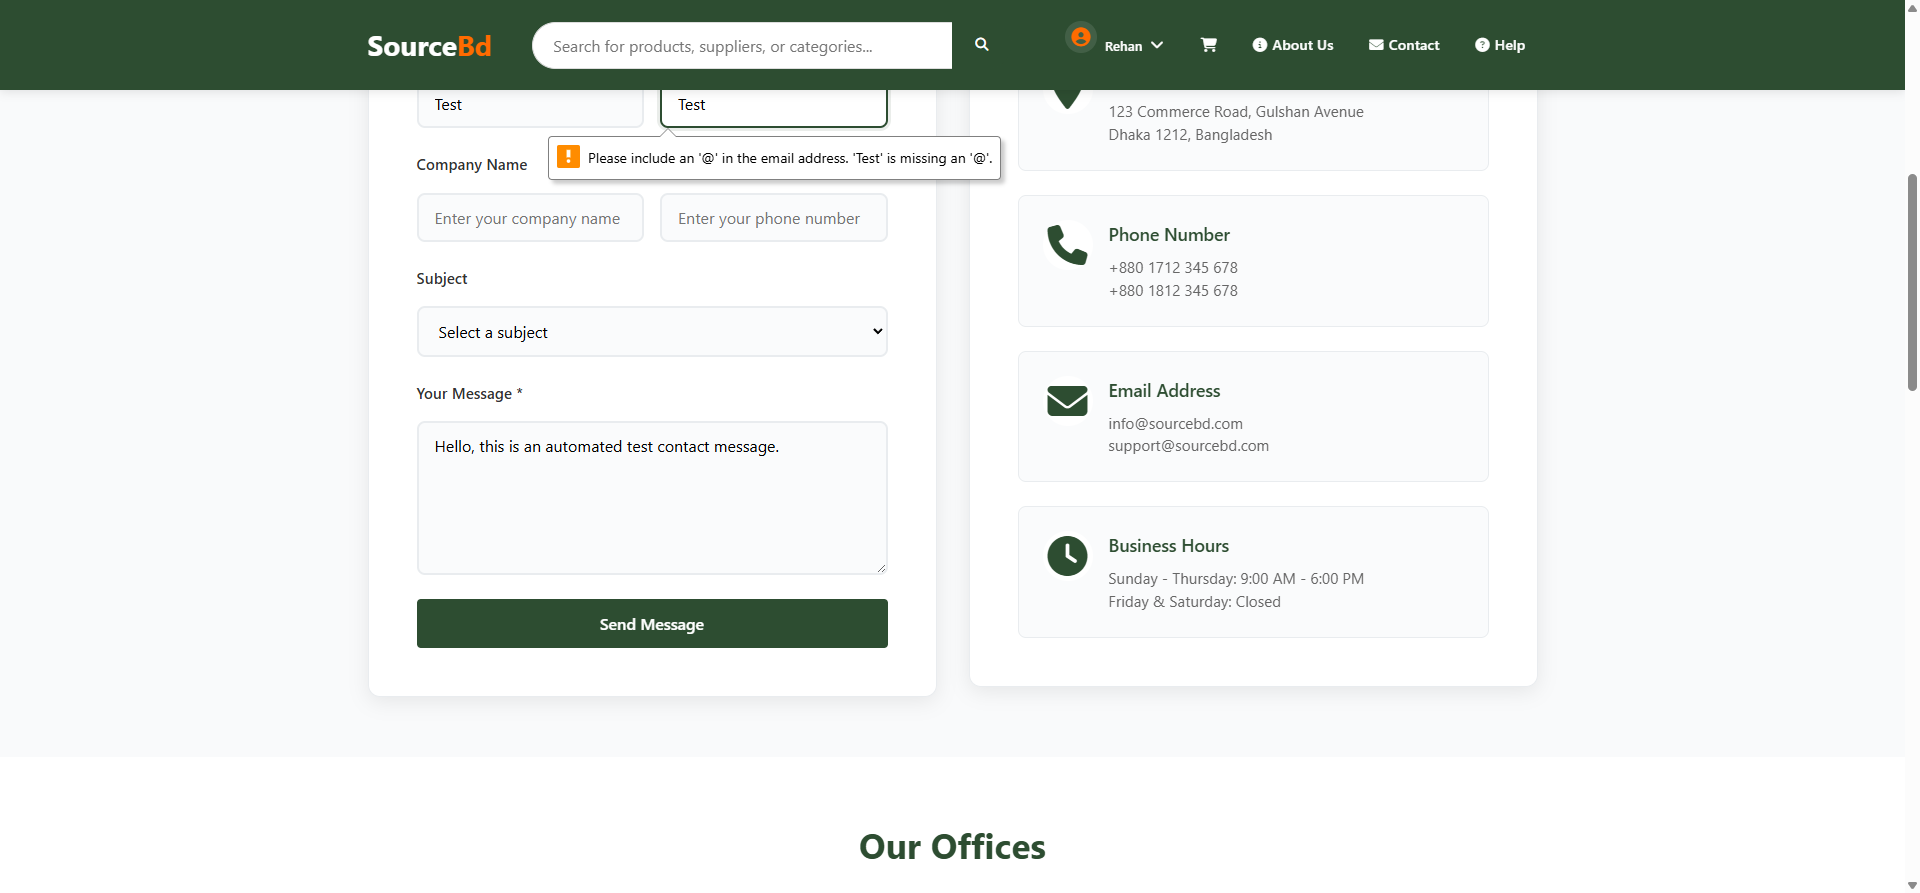 SourceBd
Search for products, suppliers, or categories...
Rehan
About Us
Contact
Help
Test
Test
Please include an '@' in the email address. 'Test' is missing an '@'.
Company Name
Enter your company name
Enter your phone number
Subject
Select a subject
Your Message *
Hello, this is an automated test contact message.
Send Message
123 Commerce Road, Gulshan Avenue
Dhaka 1212, Bangladesh
Phone Number
+880 1712 345 678
+880 1812 345 678
Email Address
info@sourcebd.com
support@sourcebd.com
Business Hours
Sunday - Thursday: 9:00 AM - 6:00 PM
Friday & Saturday: Closed
Our Offices